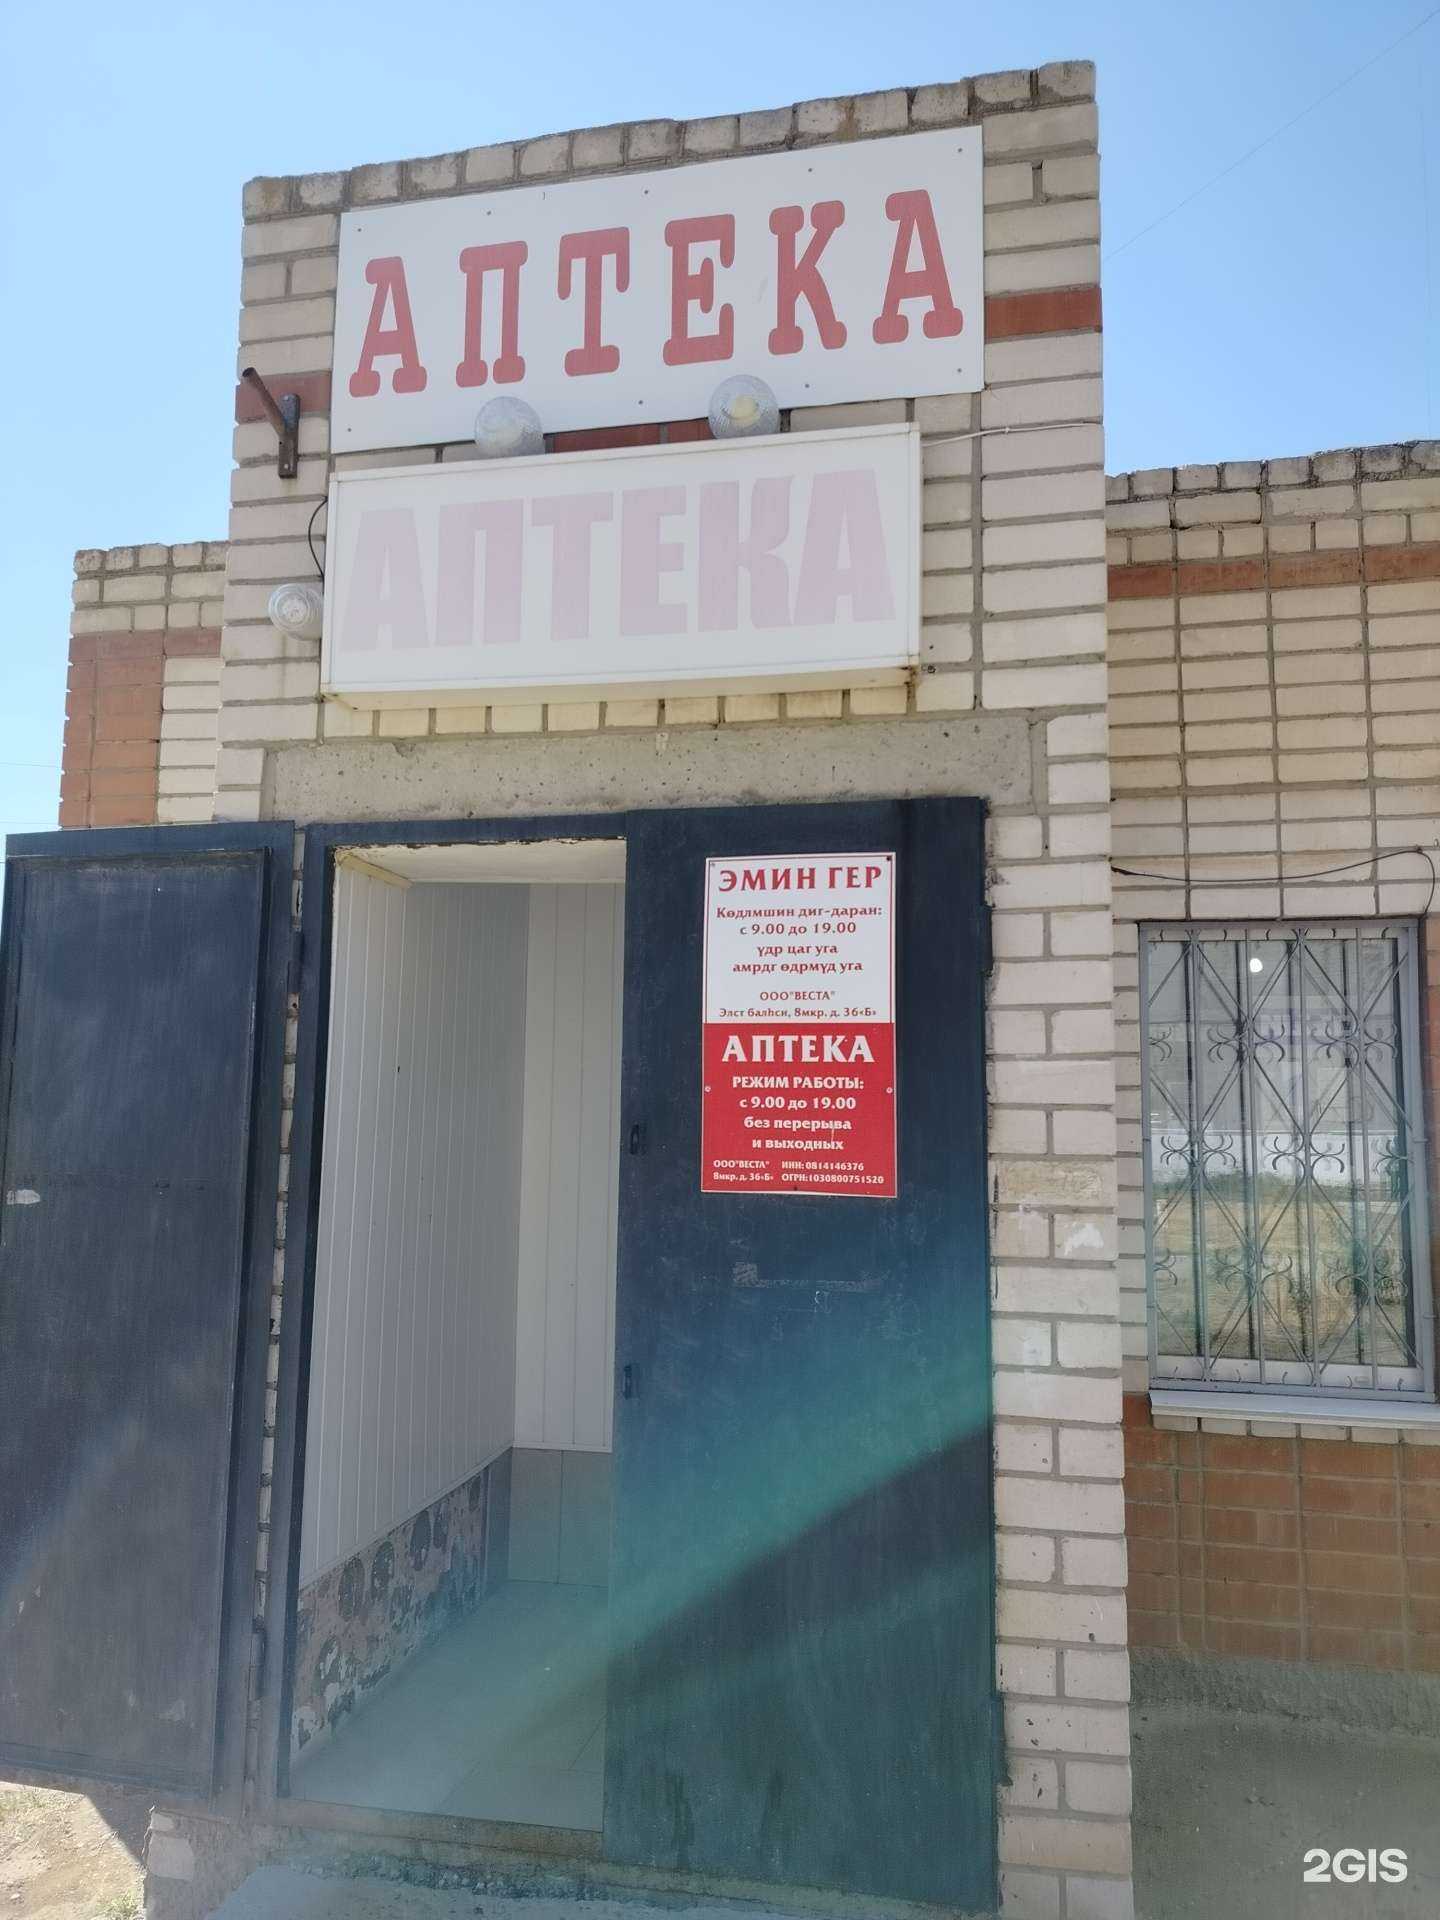 АПТЕКА
АПТЕКА
ЭМИН ГЕР
Көдлмшин диг-даран:
с 9.00 до 19.00
үдр цаг уга
амрдг өдрмүд уга
ООО"ВЕСТА"
Элст балһсн, 8мкр. д. 36«Б»
АПТЕКА
РЕЖИМ РАБОТЫ:
с 9.00 до 19.00
без перерыва
и выходных
ООО"ВЕСТА" ИНН: 0814146376
8мкр. д. 36«Б» ОГРН:1030800751520
2GIS